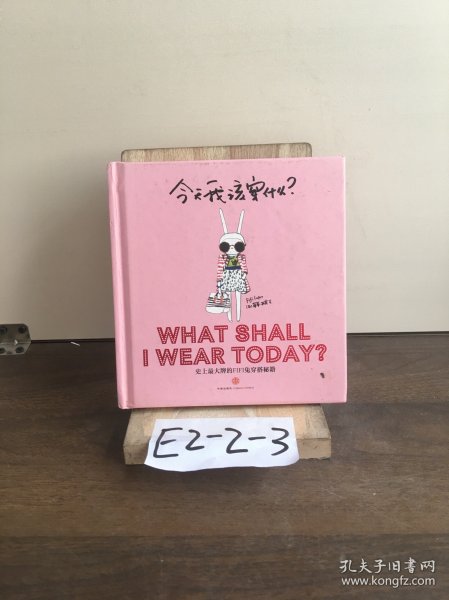 今天我该穿什么?
Fifi Lapin
WHAT SHALL
I WEAR TODAY?
史上最大牌的FIFI兔穿搭秘籍
E2-2-3
孔夫子旧书网
www.kongfz.com